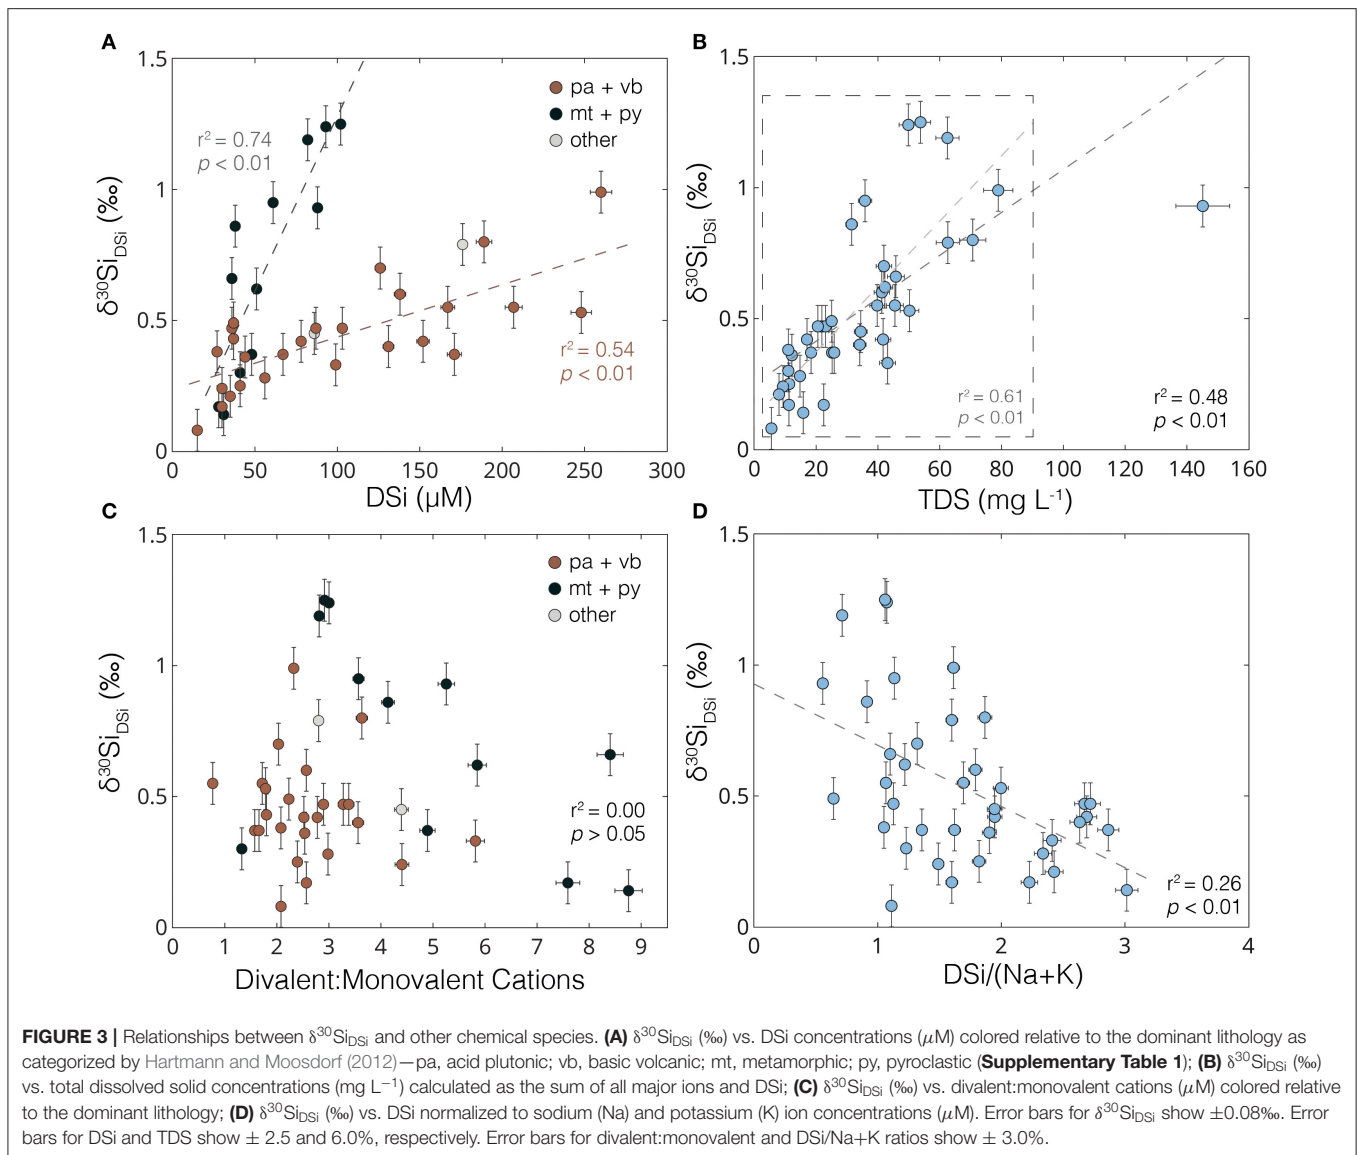 A
1.5
1
0.5
0
δ³⁰Si_DSi (‰)
r² = 0.74
p < 0.01
pa + vb
mt + py
other
r² = 0.54
p < 0.01
0 50 100 150 200 250 300
DSi (μM)
B
1.5
1
0.5
0
δ³⁰Si_DSi (‰)
r² = 0.61
p < 0.01
r² = 0.48
p < 0.01
0 20 40 60 80 100 120 140 160
TDS (mg L⁻¹)
C
1.5
1
0.5
0
δ³⁰Si_DSi (‰)
pa + vb
mt + py
other
r² = 0.00
p > 0.05
0 1 2 3 4 5 6 7 8 9
Divalent:Monovalent Cations
D
1.5
1
0.5
0
δ³⁰Si_DSi (‰)
r² = 0.26
p < 0.01
0 1 2 3 4
DSi/(Na+K)
FIGURE 3 | Relationships between δ³⁰Si_DSi and other chemical species. (A) δ³⁰Si_DSi (‰) vs. DSi concentrations (μM) colored relative to the dominant lithology as
categorized by Hartmann and Moosdorf (2012)—pa, acid plutonic; vb, basic volcanic; mt, metamorphic; py, pyroclastic (Supplementary Table 1); (B) δ³⁰Si_DSi (‰)
vs. total dissolved solid concentrations (mg L⁻¹) calculated as the sum of all major ions and DSi; (C) δ³⁰Si_DSi (‰) vs. divalent:monovalent cations (μM) colored relative
to the dominant lithology; (D) δ³⁰Si_DSi (‰) vs. DSi normalized to sodium (Na) and potassium (K) ion concentrations (μM). Error bars for δ³⁰Si_DSi show ±0.08‰. Error
bars for DSi and TDS show ± 2.5 and 6.0%, respectively. Error bars for divalent:monovalent and DSi/Na+K ratios show ± 3.0%.